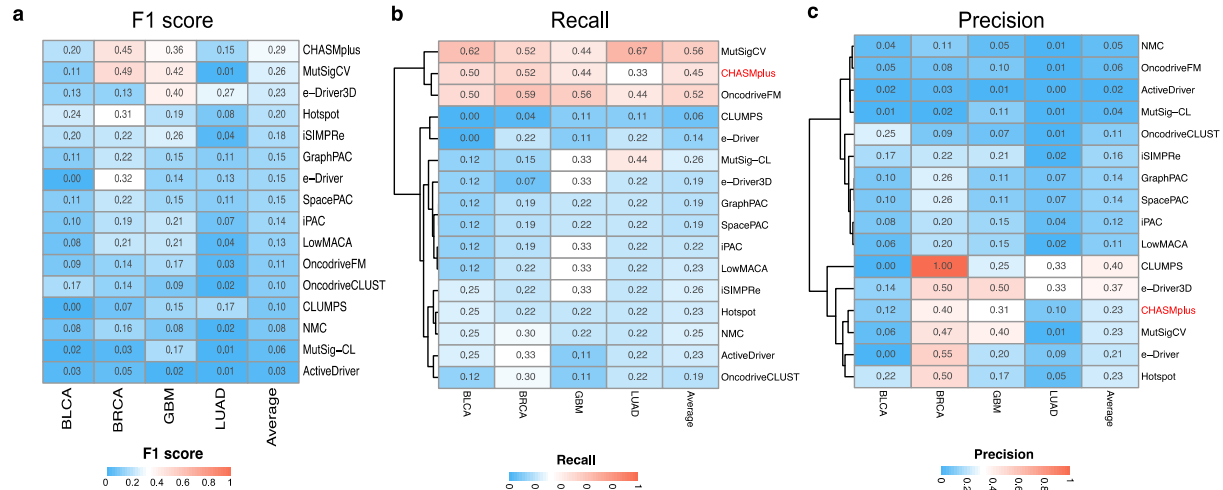 a
F1 score
0.20 0.45 0.36 0.15 0.29 CHASMplus
0.11 0.49 0.42 0.01 0.26 MutSigCV
0.13 0.13 0.40 0.27 0.23 e-Driver3D
0.24 0.31 0.19 0.08 0.20 Hotspot
0.20 0.22 0.26 0.04 0.18 iSIMPRe
0.11 0.22 0.15 0.11 0.15 GraphPAC
0.00 0.32 0.14 0.13 0.15 e-Driver
0.11 0.22 0.15 0.11 0.15 SpacePAC
0.10 0.19 0.21 0.07 0.14 iPAC
0.08 0.21 0.21 0.04 0.13 LowMACA
0.09 0.14 0.17 0.03 0.11 OncodriveFM
0.17 0.14 0.09 0.02 0.10 OncodriveCLUST
0.00 0.07 0.15 0.17 0.10 CLUMPS
0.08 0.16 0.08 0.02 0.08 NMC
0.02 0.03 0.17 0.01 0.06 MutSig-CL
0.03 0.05 0.02 0.01 0.03 ActiveDriver
BLCA BRCA GBM LUAD Average
F1 score
0 0.2 0.4 0.6 0.8 1
b
Recall
0.62 0.52 0.44 0.67 0.56 MutSigCV
0.50 0.52 0.44 0.33 0.45 CHASMplus
0.50 0.59 0.56 0.44 0.52 OncodriveFM
0.00 0.04 0.11 0.11 0.06 CLUMPS
0.00 0.22 0.11 0.22 0.14 e-Driver
0.12 0.15 0.33 0.44 0.26 MutSig-CL
0.12 0.07 0.33 0.22 0.19 e-Driver3D
0.12 0.19 0.22 0.22 0.19 GraphPAC
0.12 0.19 0.22 0.22 0.19 SpacePAC
0.12 0.19 0.33 0.22 0.22 iPAC
0.12 0.22 0.33 0.22 0.23 LowMACA
0.25 0.22 0.33 0.22 0.26 iSIMPRe
0.25 0.22 0.22 0.22 0.23 Hotspot
0.25 0.30 0.22 0.22 0.25 NMC
0.25 0.33 0.11 0.22 0.23 ActiveDriver
0.12 0.30 0.11 0.22 0.19 OncodriveCLUST
BLCA BRCA GBM LUAD Average
Recall
c
Precision
0.04 0.11 0.05 0.01 0.05 NMC
0.05 0.08 0.10 0.01 0.06 OncodriveFM
0.02 0.03 0.01 0.00 0.02 ActiveDriver
0.01 0.02 0.11 0.01 0.04 MutSig-CL
0.25 0.09 0.07 0.01 0.11 OncodriveCLUST
0.17 0.22 0.21 0.02 0.16 iSIMPRe
0.10 0.26 0.11 0.07 0.14 GraphPAC
0.10 0.26 0.11 0.07 0.14 SpacePAC
0.08 0.20 0.15 0.04 0.12 iPAC
0.06 0.20 0.15 0.02 0.11 LowMACA
0.00 1.00 0.25 0.33 0.40 CLUMPS
0.14 0.50 0.50 0.33 0.37 e-Driver3D
0.12 0.40 0.31 0.10 0.23 CHASMplus
0.06 0.47 0.40 0.01 0.23 MutSigCV
0.00 0.55 0.20 0.09 0.21 e-Driver
0.22 0.50 0.17 0.05 0.23 Hotspot
BLCA BRCA GBM LUAD Average
Precision